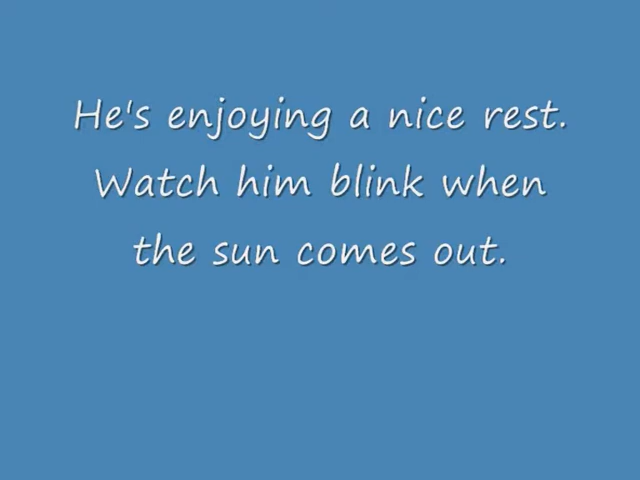 He's enjoying a nice rest.
Watch him blink when
the sun comes out.